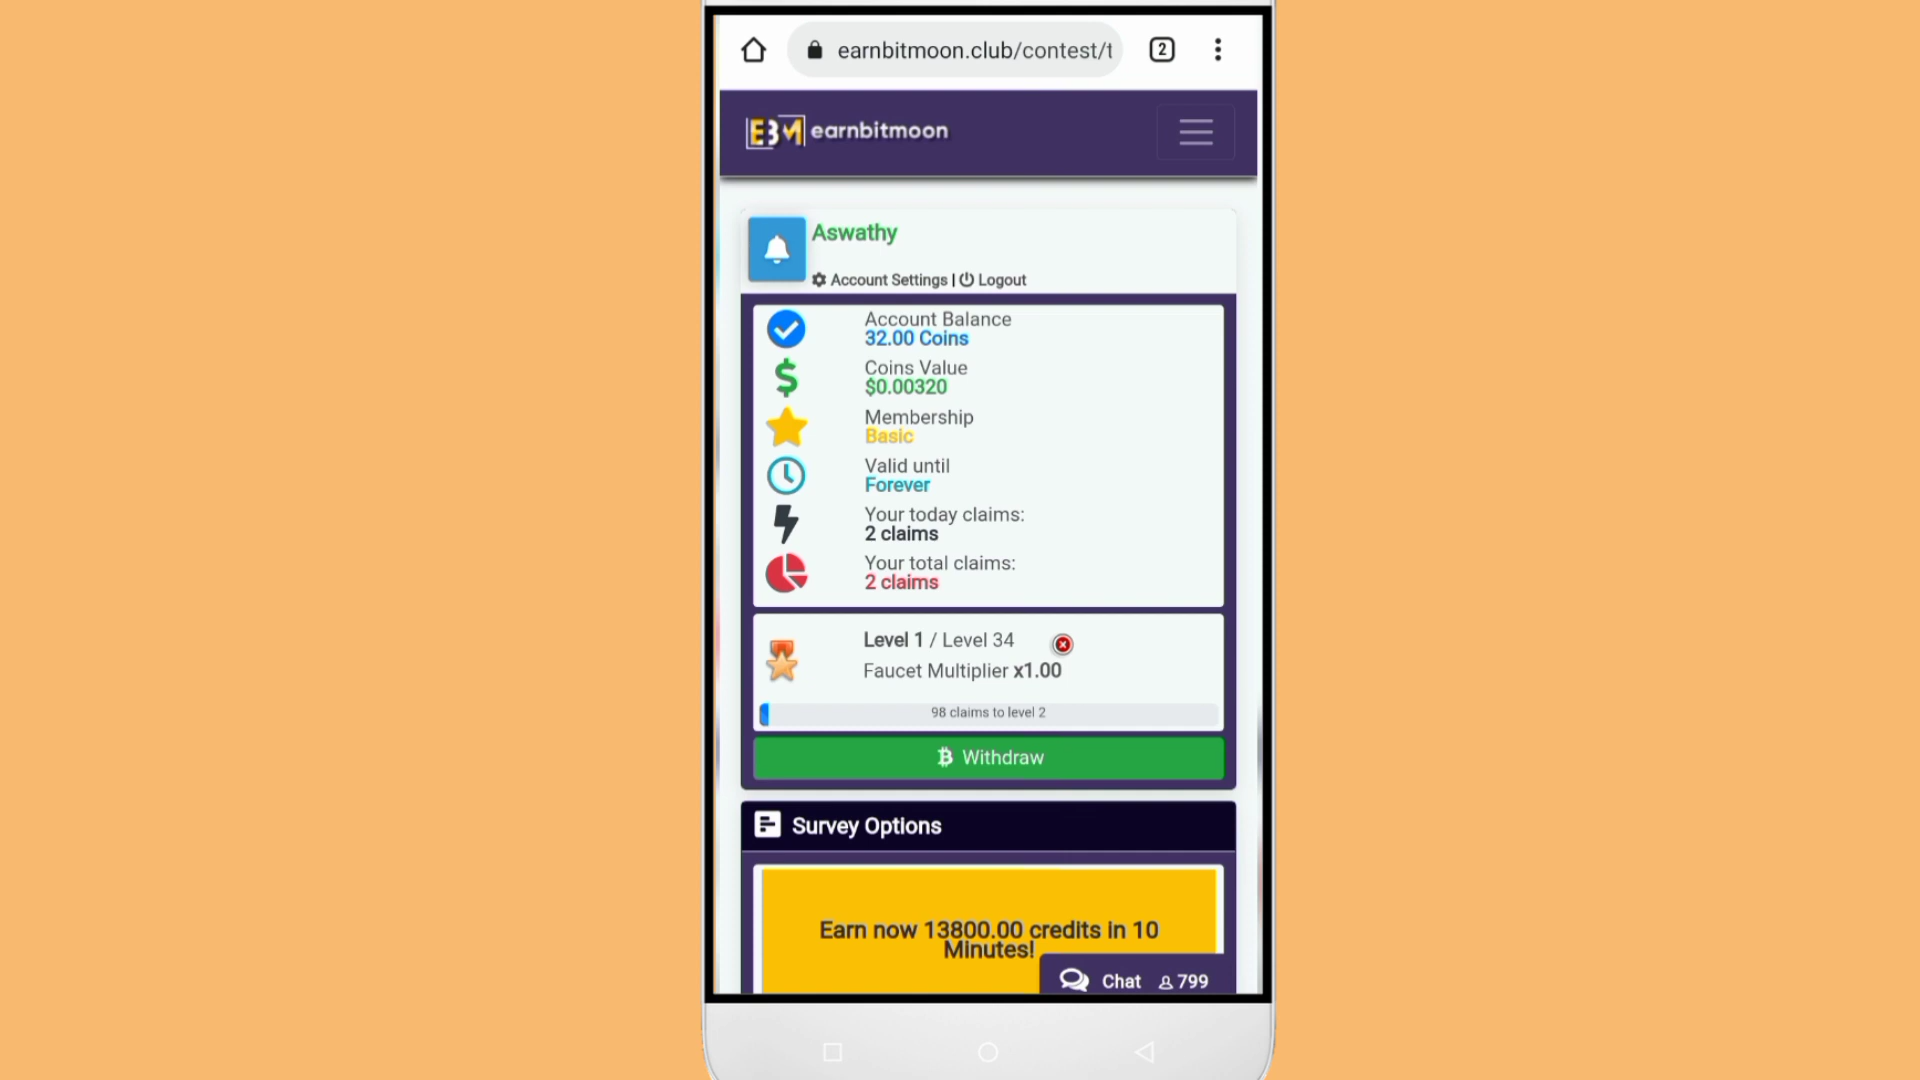 earnbitmoon.club/contest/t
2
EBM earnbitmoon
Aswathy
Account Settings | Logout
Account Balance
32.00 Coins
Coins Value
$0.00320
Membership
Basic
Valid until
Forever
Your today claims:
2 claims
Your total claims:
2 claims
Level 1 / Level 34
Faucet Multiplier x1.00
98 claims to level 2
Withdraw
Survey Options
Earn now 13800.00 credits in 10
Minutes!
Chat 799